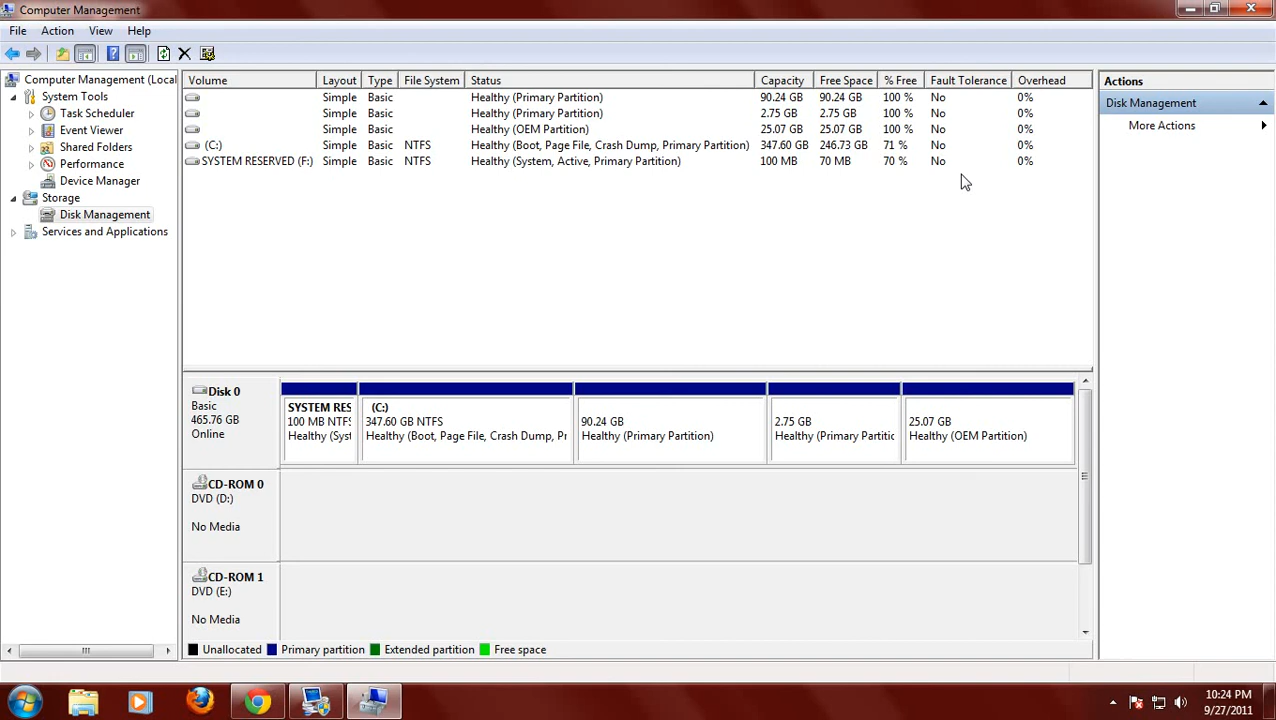 Computer Management
File Action View Help
Computer Management (Local
System Tools
Task Scheduler
Event Viewer
Shared Folders
Performance
Device Manager
Storage
Disk Management
Services and Applications
Volume Layout Type File System Status Capacity Free Space % Free Fault Tolerance Overhead
Simple Basic Healthy (Primary Partition) 90.24 GB 90.24 GB 100 % No 0%
Simple Basic Healthy (Primary Partition) 2.75 GB 2.75 GB 100 % No 0%
Simple Basic Healthy (OEM Partition) 25.07 GB 25.07 GB 100 % No 0%
(C:) Simple Basic NTFS Healthy (Boot, Page File, Crash Dump, Primary Partition) 347.60 GB 246.73 GB 71 % No 0%
SYSTEM RESERVED (F:) Simple Basic NTFS Healthy (System, Active, Primary Partition) 100 MB 70 MB 70 % No 0%
Actions
Disk Management
More Actions
Disk 0
Basic
465.76 GB
Online
SYSTEM RES
100 MB NTFS
Healthy (Syst
(C:)
347.60 GB NTFS
Healthy (Boot, Page File, Crash Dump, Pr
90.24 GB
Healthy (Primary Partition)
2.75 GB
Healthy (Primary Partitic
25.07 GB
Healthy (OEM Partition)
CD-ROM 0
DVD (D:)
No Media
CD-ROM 1
DVD (E:)
No Media
Unallocated Primary partition Extended partition Free space
10:24 PM
9/27/2011